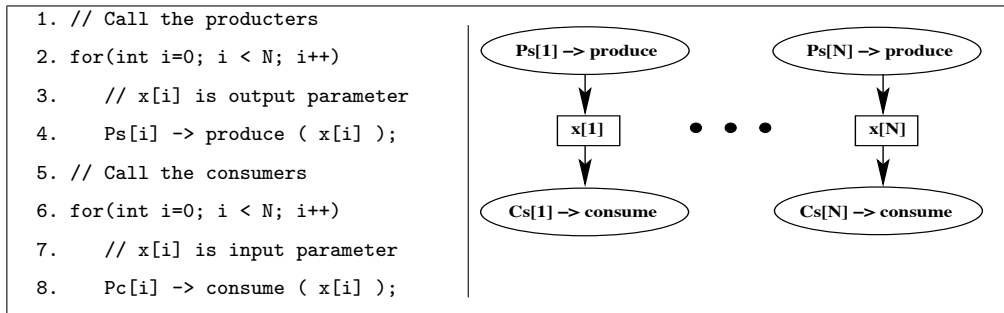 1. // Call the producters
2. for(int i=0; i < N; i++)
3. // x[i] is output parameter
4. Ps[i] -> produce ( x[i] );
5. // Call the consumers
6. for(int i=0; i < N; i++)
7. // x[i] is input parameter
8. Pc[i] -> consume ( x[i] );
Ps[1] –> produce
x[1]
Cs[1] –> consume
Ps[N] –> produce
x[N]
Cs[N] –> consume